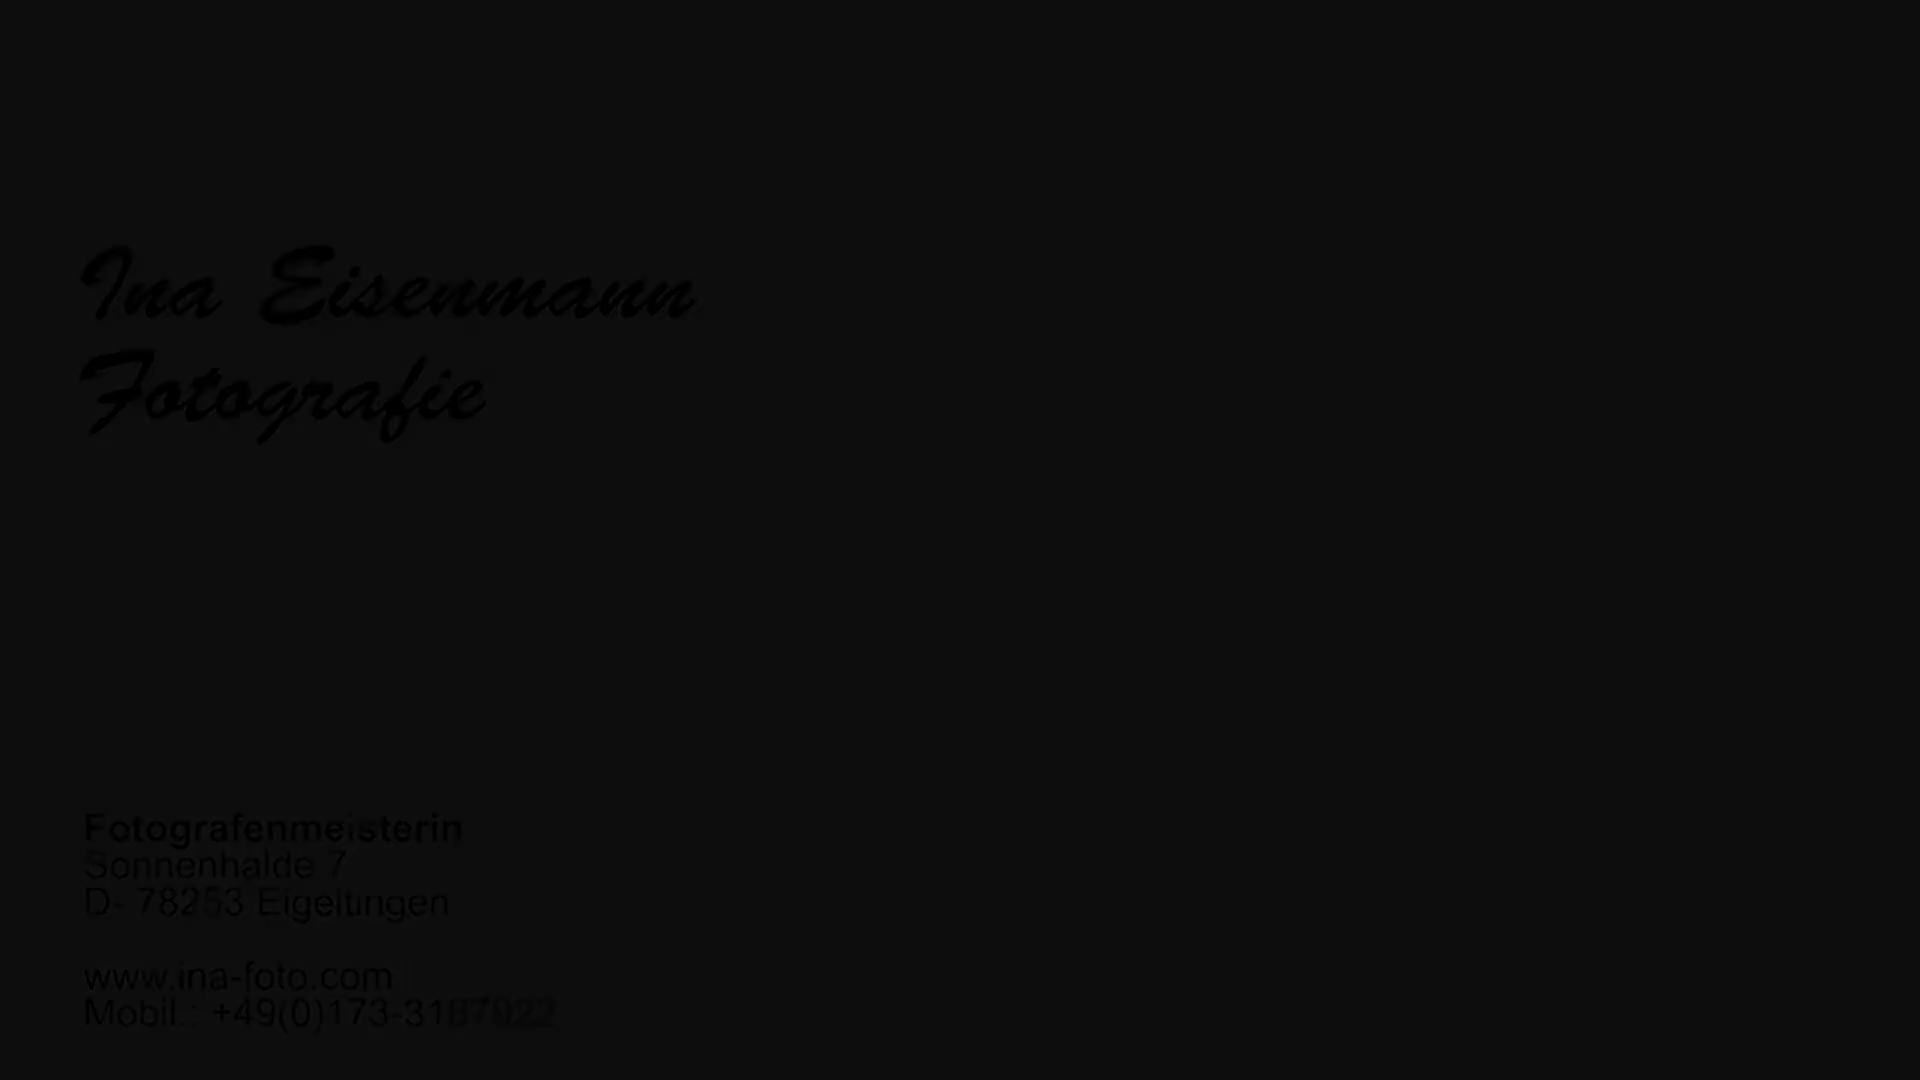 Ina Eisenmann
Fotografie
Fotografenmeisterin
Sonnenhalde 7
D- 78253 Eigeltingen
www.ina-foto.com
Mobil.: +49(0)173-3187922